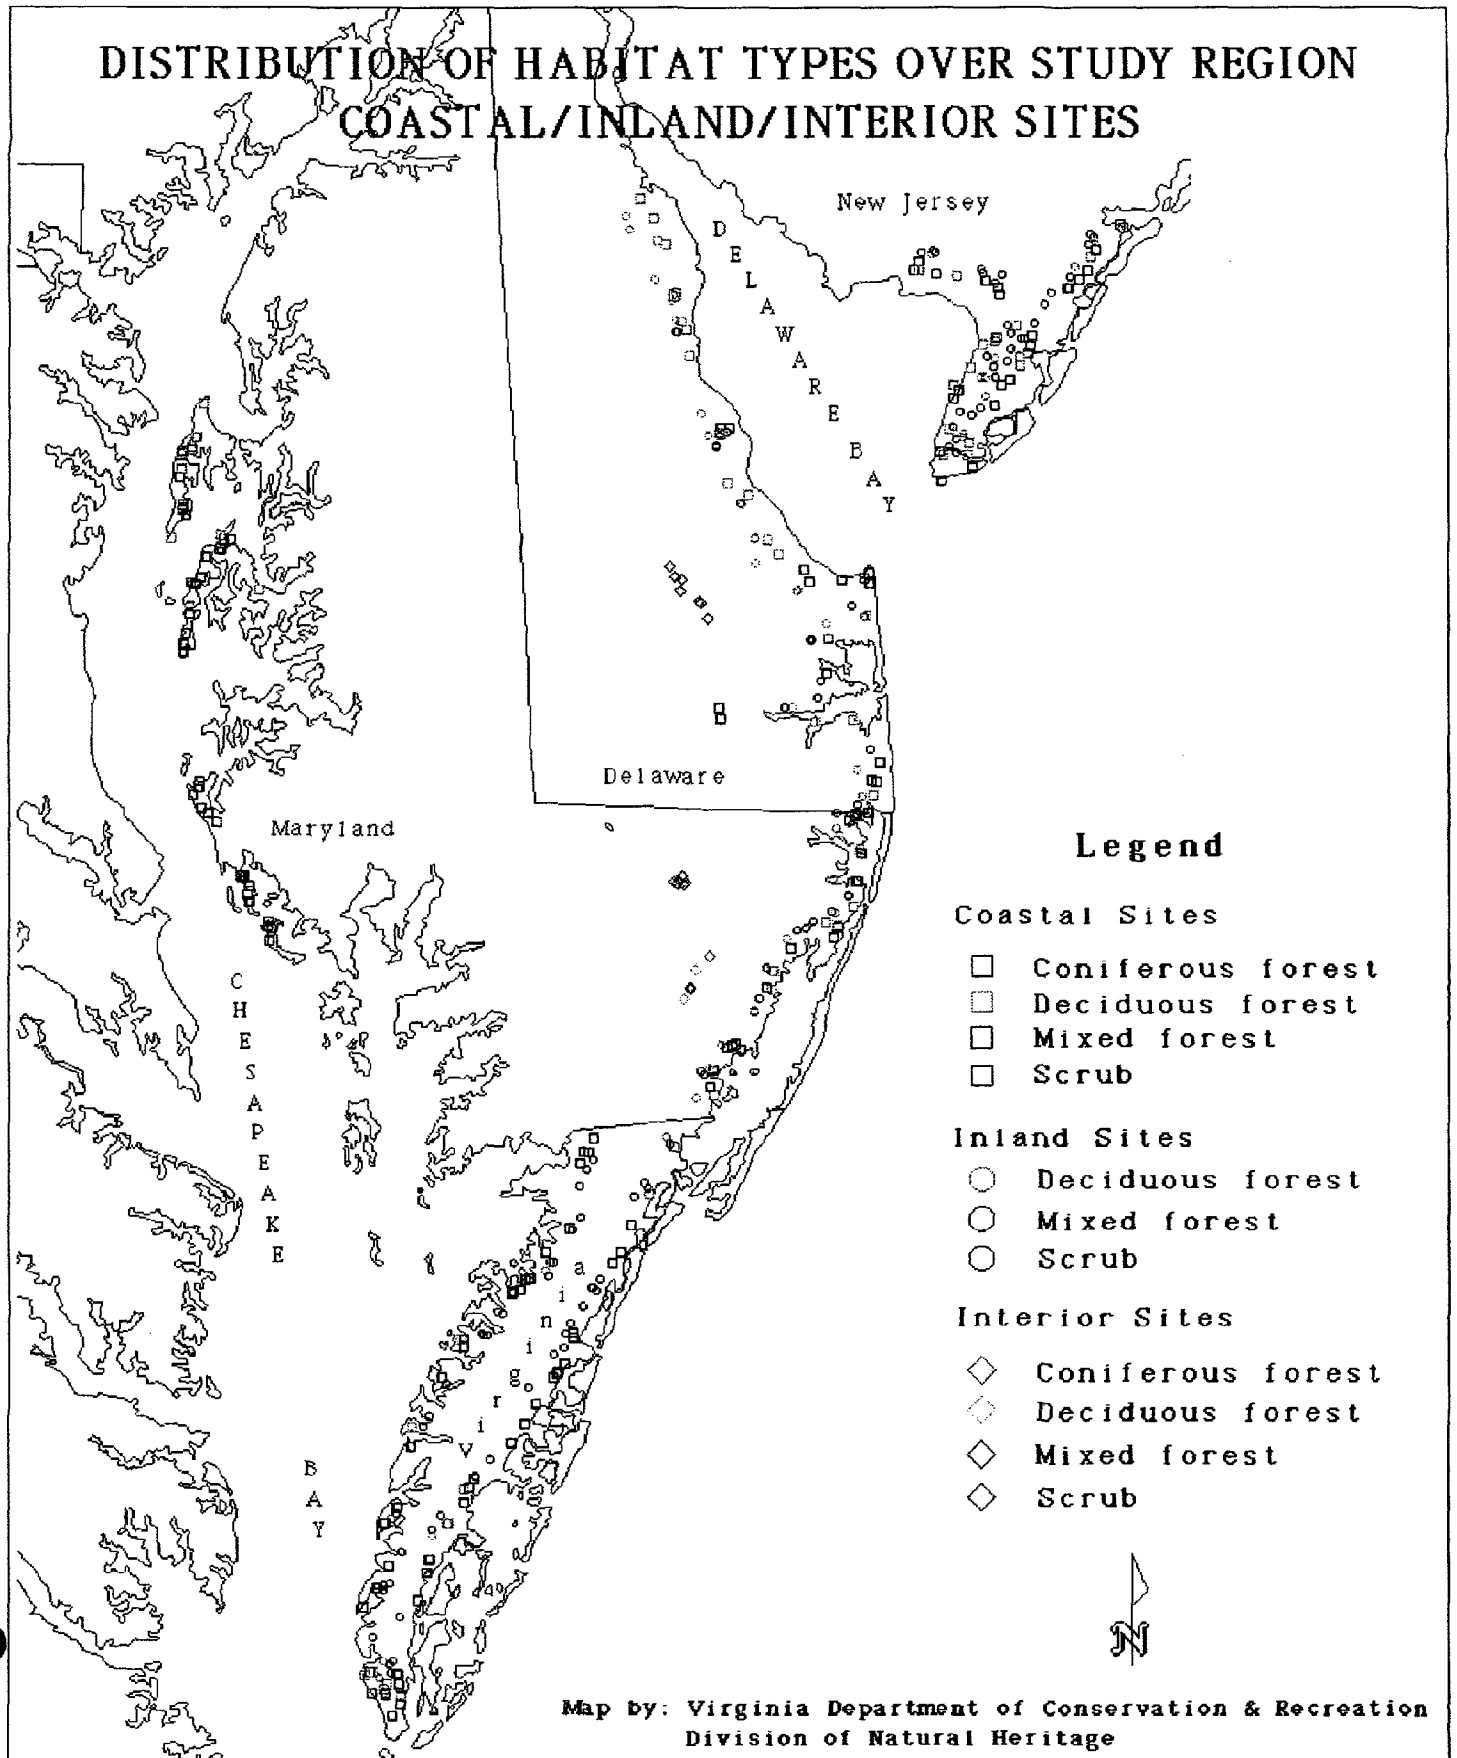 DISTRIBUTION OF HABITAT TYPES OVER STUDY REGION
COASTAL/INLAND/INTERIOR SITES
New Jersey
DELAWARE
BAY
Delaware
Maryland
CHESAPEAKE
BAY
Virginia
Legend
Coastal Sites
Coniferous forest
Deciduous forest
Mixed forest
Scrub
Inland Sites
Deciduous forest
Mixed forest
Scrub
Interior Sites
Coniferous forest
Deciduous forest
Mixed forest
Scrub
N
Map by: Virginia Department of Conservation & Recreation
Division of Natural Heritage